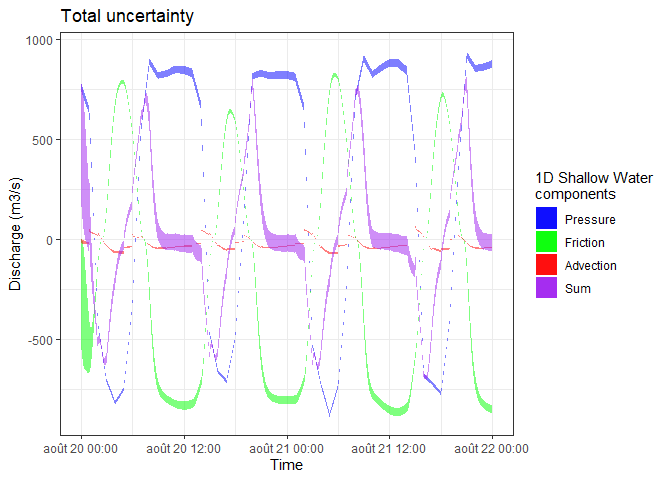 Total uncertainty
1000
500
0
-500
Discharge (m3/s)
août 20 00:00 août 20 12:00 août 21 00:00 août 21 12:00 août 22 00:00
Time
1D Shallow Water
components
Pressure
Friction
Advection
Sum